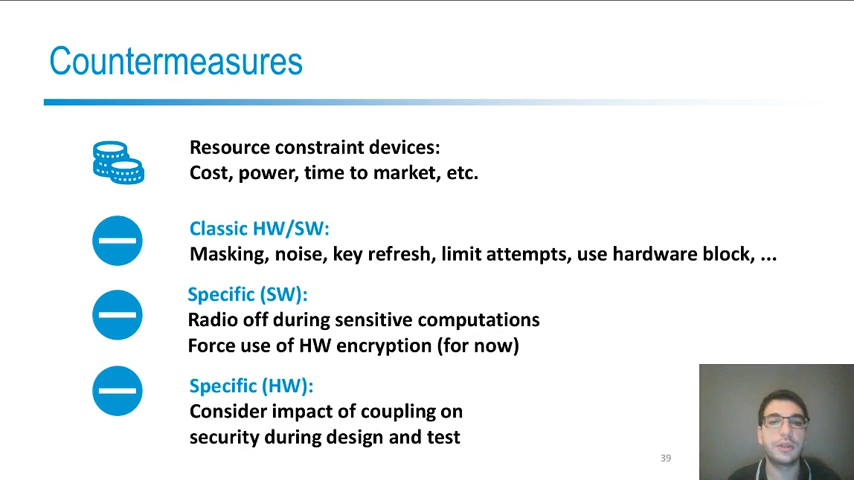 Countermeasures
Resource constraint devices:
Cost, power, time to market, etc.
Classic HW/SW:
Masking, noise, key refresh, limit attempts, use hardware block, ...
Specific (SW):
Radio off during sensitive computations
Force use of HW encryption (for now)
Specific (HW):
Consider impact of coupling on
security during design and test
39